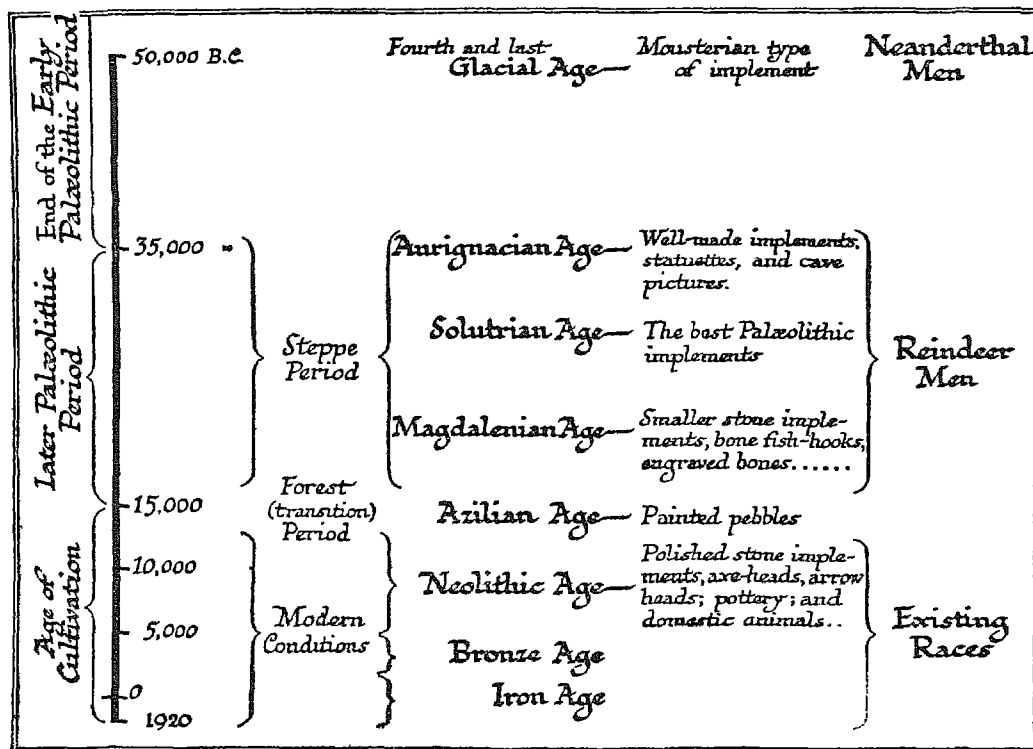 End of the Early
Palæolithic Period
Later Palæolithic
Period
Age of
Cultivation
50,000 B.C.
35,000 "
15,000
10,000
5,000
0
1920
Steppe
Period
Forest
(transition)
Period
Modern
Conditions
Fourth and last
Glacial Age—
Mousterian type
of implement
Neanderthal
Men
Aurignacian Age—
Well-made implements,
statuettes, and cave
pictures.
Solutrian Age—
The best Palæolithic
implements
Magdalenian Age—
Smaller stone imple-
ments, bone fish-hooks,
engraved bones......
Reindeer
Men
Azilian Age—
Painted pebbles
Neolithic Age—
Polished stone imple-
ments, axe-heads, arrow
heads; pottery; and
domestic animals..
Bronze Age
Iron Age
Existing
Races